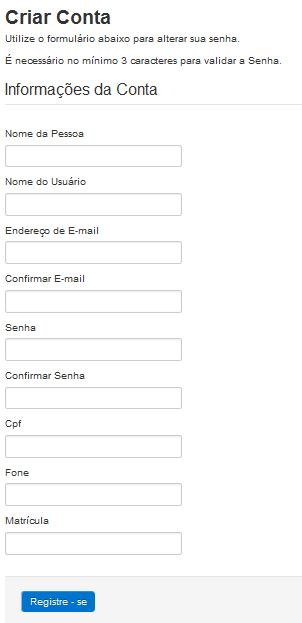 Criar Conta
Utilize o formulário abaixo para alterar sua senha.
É necessário no mínimo 3 caracteres para validar a Senha.
Informações da Conta
Nome da Pessoa
Nome do Usuário
Endereço de E-mail
Confirmar E-mail
Senha
Confirmar Senha
Cpf
Fone
Matrícula
Registre - se